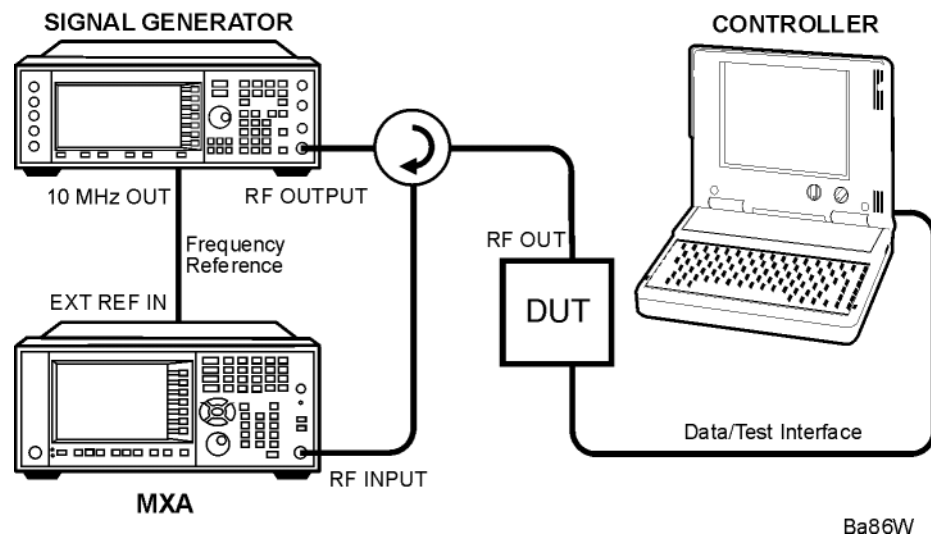 SIGNAL GENERATOR
CONTROLLER
10 MHz OUT
RF OUTPUT
RF OUT
Frequency
Reference
EXT REF IN
DUT
Data/Test Interface
RF INPUT
MXA
Ba86W